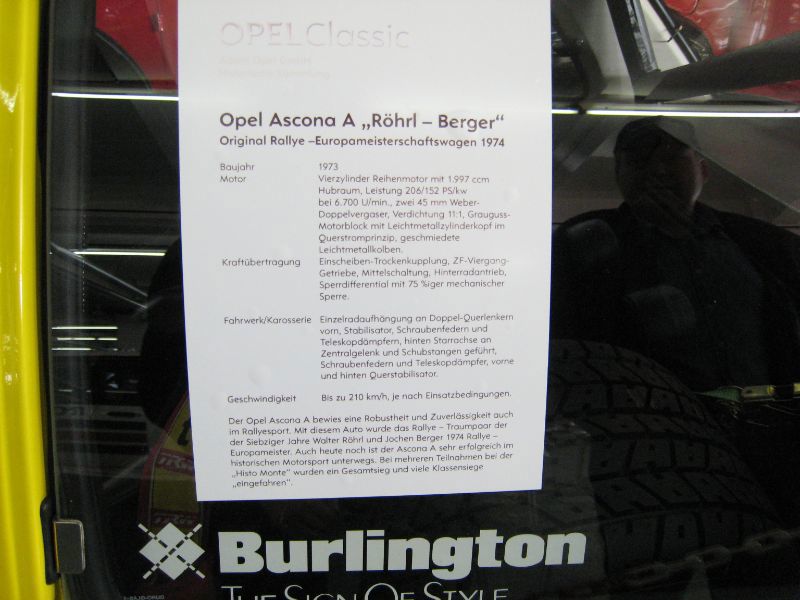 OPEL Classic
Adam Opel GmbH
Historische Sammlung
Opel Ascona A „Röhrl – Berger“
Original Rallye –Europameisterschaftswagen 1974
Baujahr 1973
Motor Vierzylinder Reihenmotor mit 1.997 ccm
Hubraum, Leistung 206/152 PS/kw
bei 6.700 U/min., zwei 45 mm Weber-
Doppelvergaser, Verdichtung 11:1, Grauguss-
Motorblock mit Leichtmetallzylinderkopf im
Querstromprinzip, geschmiedete
Leichtmetallkolben.
Kraftübertragung Einscheiben-Trockenkupplung, ZF-Viergang-
Getriebe, Mittelschaltung, Hinterradantrieb,
Sperrdifferential mit 75 %iger mechanischer
Sperre.
Fahrwerk/Karosserie Einzelradaufhängung an Doppel-Querlenkern
vorn, Stabilisator, Schraubenfedern und
Teleskopdämpfern, hinten Starrachse an
Zentralgelenk und Schubstangen geführt,
Schraubenfedern und Teleskopdämpfer, vorne
und hinten Querstabilisator.
Geschwindigkeit Bis zu 210 km/h, je nach Einsatzbedingungen.
Der Opel Ascona A bewies eine Robustheit und Zuverlässigkeit auch
im Rallyesport. Mit diesem Auto wurde das Rallye – Traumpaar der
der Siebziger Jahre Walter Röhrl und Jochen Berger 1974 Rallye –
Europameister. Auch heute noch ist der Ascona A sehr erfolgreich im
historischen Motorsport unterwegs. Bei mehreren Teilnahmen bei der
„Histo Monte“ wurden ein Gesamtsieg und viele Klassensiege
„eingefahren“.
Burlington
THE SIGN OF STYLE